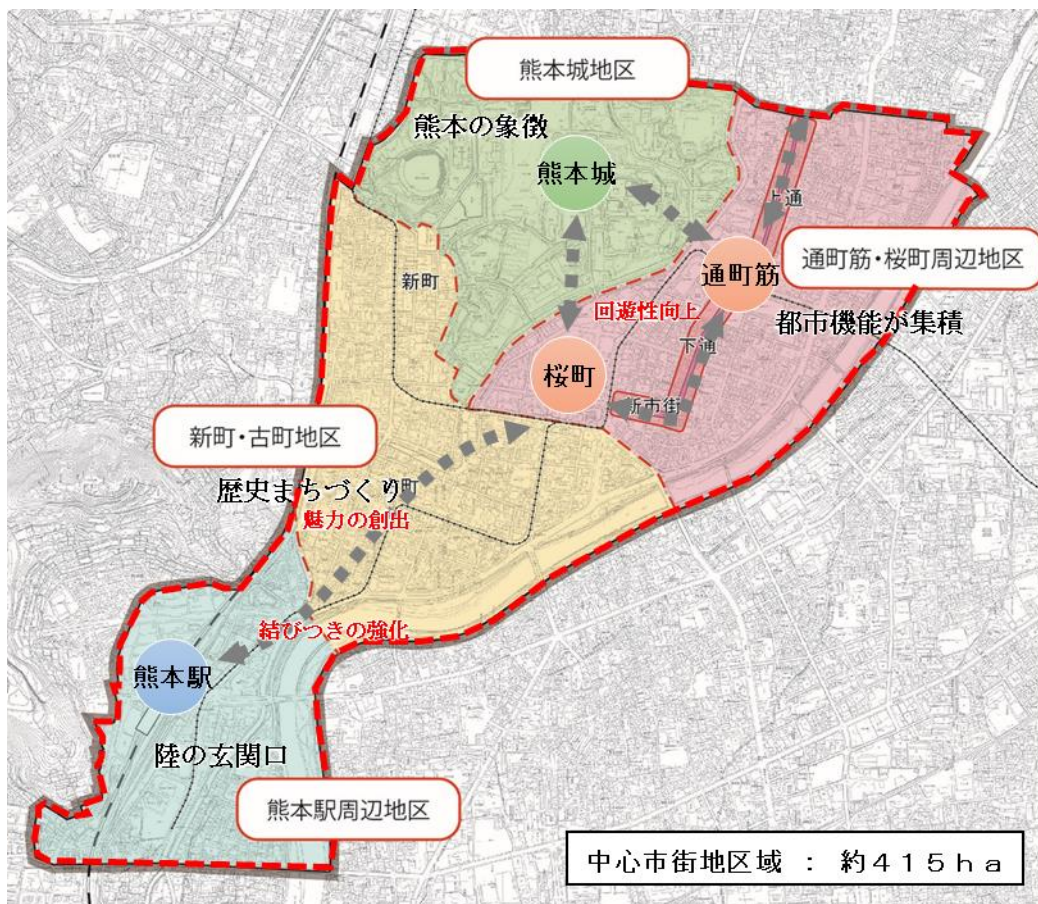 熊本城地区
熊本の象徴
熊本城
上通
新町
通町筋
通町筋・桜町周辺地区
回遊性向上
都市機能が集積
下通
桜町
新市街
新町・古町地区
歴史まちづくり
町
魅力の創出
結びつきの強化
熊本駅
陸の玄関口
熊本駅周辺地区
中心市街地区域 : 約415ha